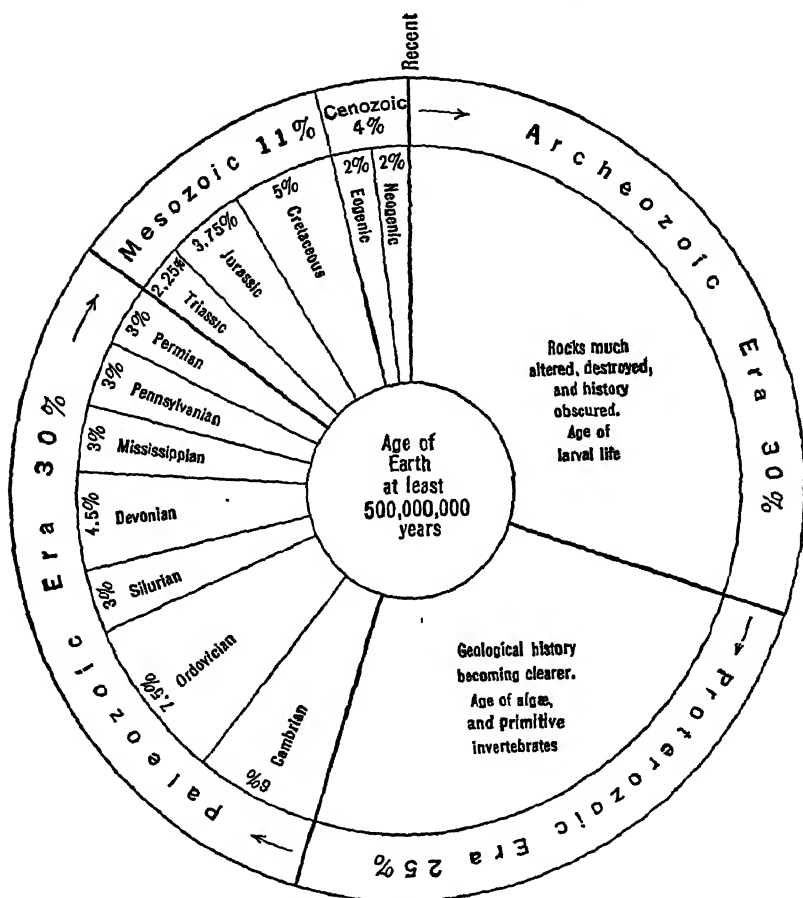 Recent
Archeozoic Era 30%
Rocks much
altered, destroyed,
and history
obscured.
Age of
larval life
Proterozoic Era 25%
Geological history
becoming clearer.
Age of algæ,
and primitive
invertebrates
Paleozoic Era 30%
6% Cambrian
7.5% Ordovician
3% Silurian
4.5% Devonian
3% Mississippian
3% Pennsylvanian
3% Permian
Mesozoic 11%
2.25% Triassic
3.75% Jurassic
5% Cretaceous
Cenozoic
4%
2% Eogenic
2% Neogenic
Age of
Earth
at least
500,000,000
years